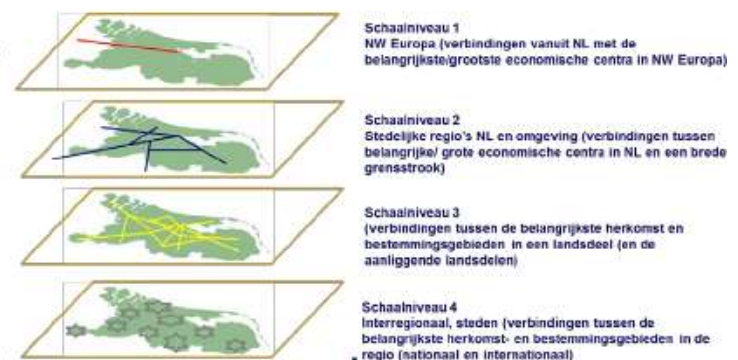 Schaalniveau 1
NW Europa (verbindingen vanuit NL met de
belangrijkste/grootste economische centra in NW Europa)
Schaalniveau 2
Stedelijke regio's NL en omgeving (verbindingen tussen
belangrijke/ grote economische centra in NL en een brede
grensstrook)
Schaalniveau 3
(verbindingen tussen de belangrijkste herkomst en
bestemmingsgebieden in een landsdeel (en de
aanliggende landsdelen)
Schaalniveau 4
Interregionaal, steden (verbindingen tussen de
belangrijkste herkomst- en bestemmingsgebieden in de
regio (nationaal en internationaal)